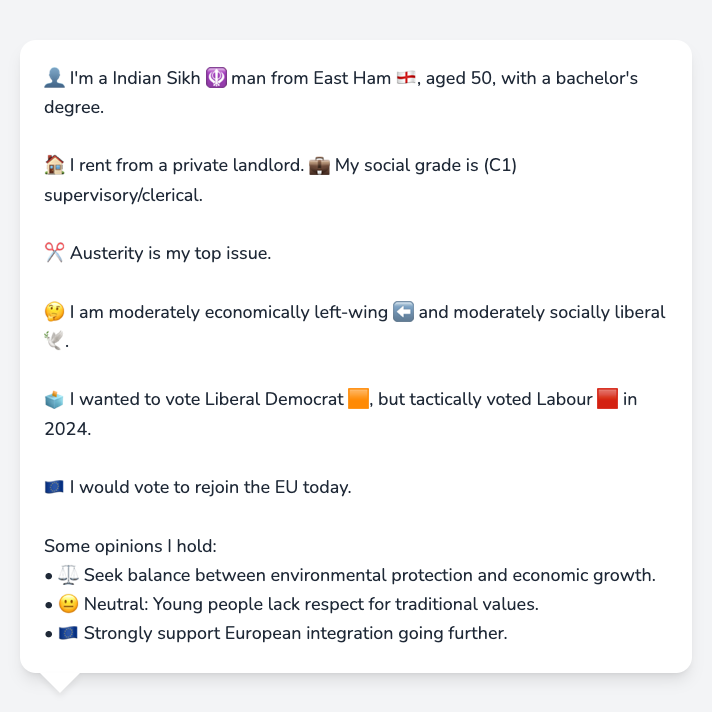 👤 I'm a Indian Sikh 🪯 man from East Ham 🏴󠁧󠁢󠁥󠁮󠁧󠁿, aged 50, with a bachelor's
degree.
🏠 I rent from a private landlord. 💼 My social grade is (C1)
supervisory/clerical.
✂️ Austerity is my top issue.
🤔 I am moderately economically left-wing ⬅️ and moderately socially liberal
🕊️.
🗳️ I wanted to vote Liberal Democrat 🟧, but tactically voted Labour 🟥 in
2024.
🇪🇺 I would vote to rejoin the EU today.
Some opinions I hold:
• ⚖️ Seek balance between environmental protection and economic growth.
• 😐 Neutral: Young people lack respect for traditional values.
• 🇪🇺 Strongly support European integration going further.